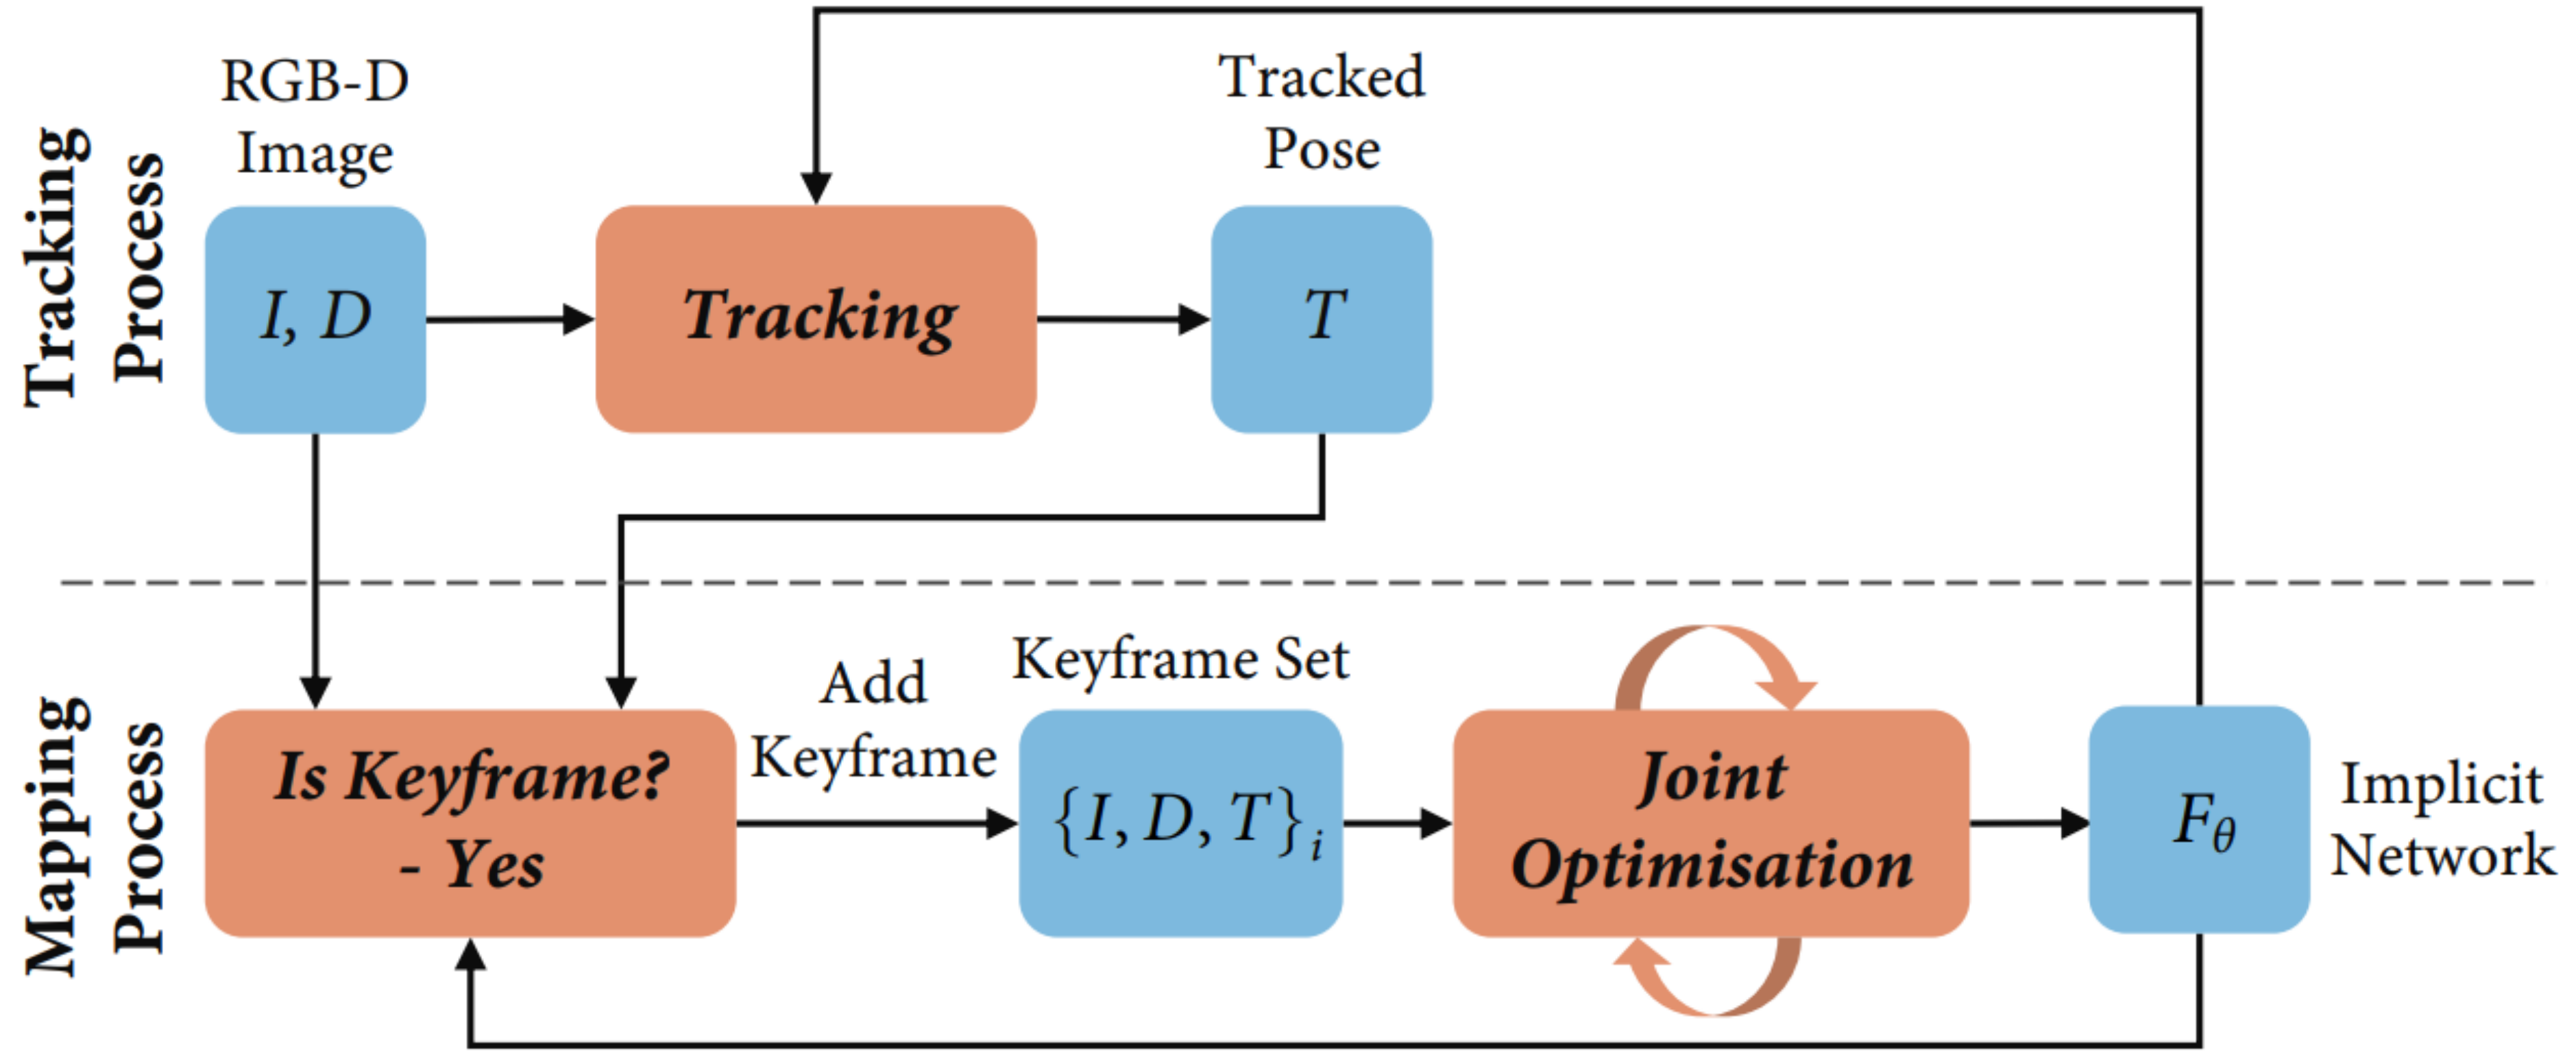 Tracking
Process
RGB-D
Image
I, D
Tracking
Tracked
Pose
T
Mapping
Process
Is Keyframe?
- Yes
Add
Keyframe
Keyframe Set
{I, D, T}i
Joint
Optimisation
Fθ
Implicit
Network